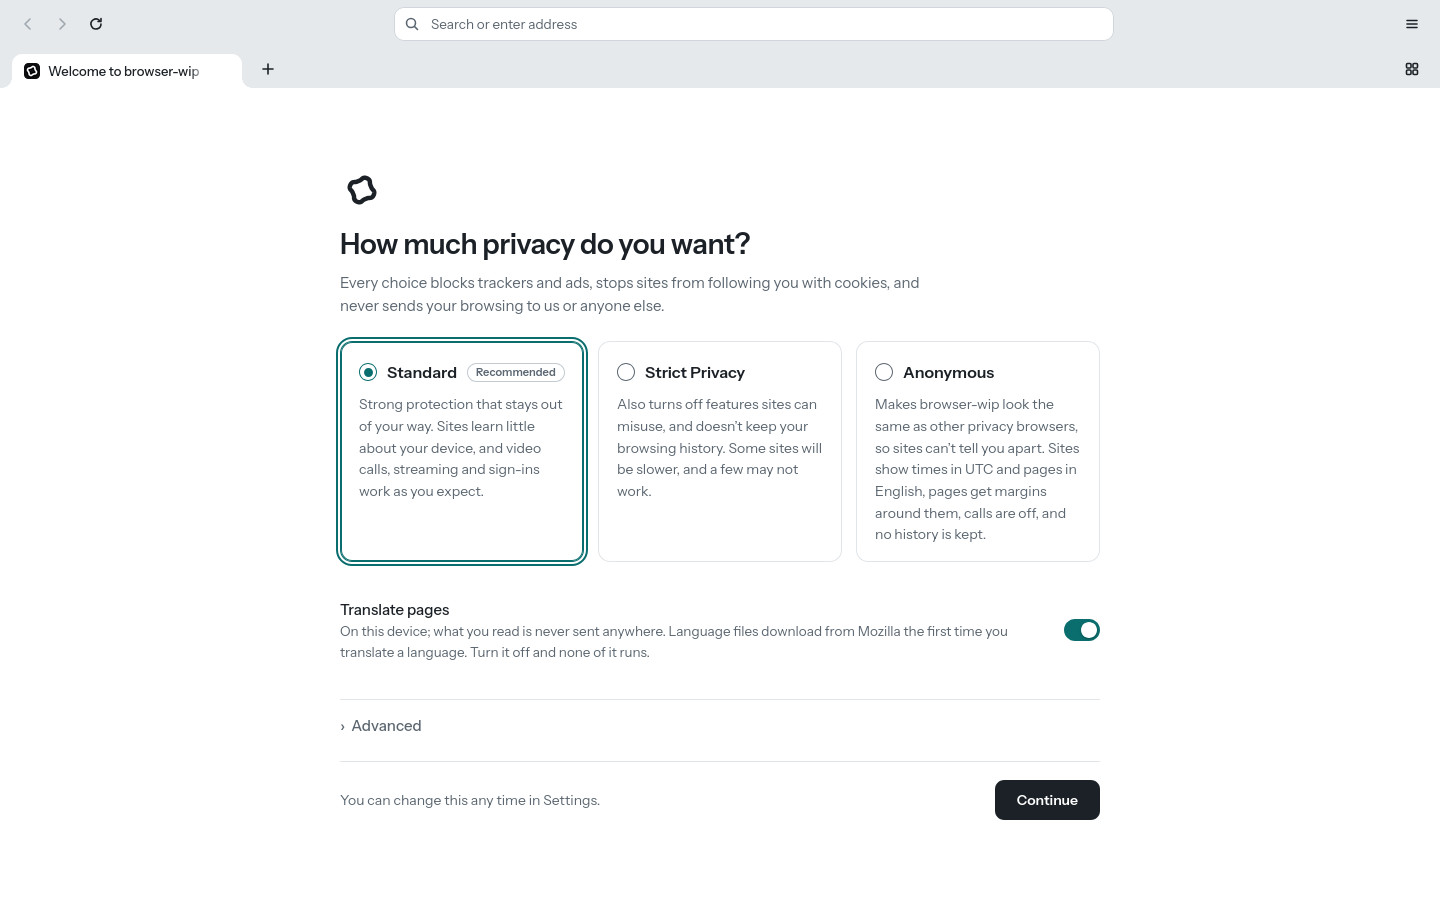 Search or enter address
Welcome to browser-wip
How much privacy do you want?
Every choice blocks trackers and ads, stops sites from following you with cookies, and
never sends your browsing to us or anyone else.
Standard Recommended
Strong protection that stays out
of your way. Sites learn little
about your device, and video
calls, streaming and sign-ins
work as you expect.
Strict Privacy
Also turns off features sites can
misuse, and doesn't keep your
browsing history. Some sites will
be slower, and a few may not
work.
Anonymous
Makes browser-wip look the
same as other privacy browsers,
so sites can't tell you apart. Sites
show times in UTC and pages in
English, pages get margins
around them, calls are off, and
no history is kept.
Translate pages
On this device; what you read is never sent anywhere. Language files download from Mozilla the first time you
translate a language. Turn it off and none of it runs.
› Advanced
You can change this any time in Settings.
Continue